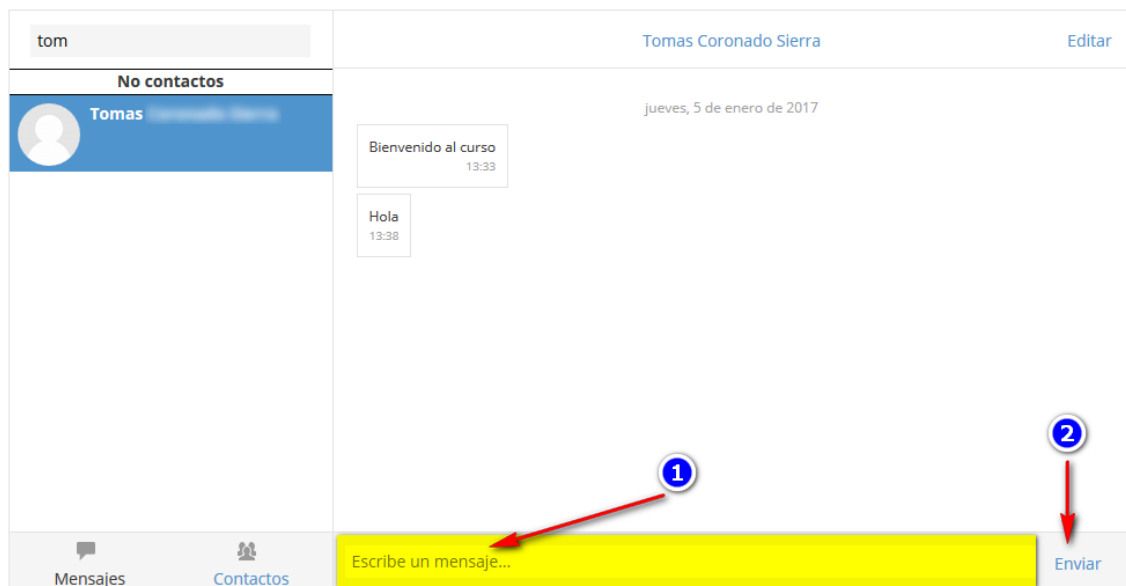 tom
No contactos
Tomas
Mensajes
Contactos
Tomas Coronado Sierra
Editar
jueves, 5 de enero de 2017
Bienvenido al curso
13:33
Hola
13:38
1
2
Escribe un mensaje...
Enviar